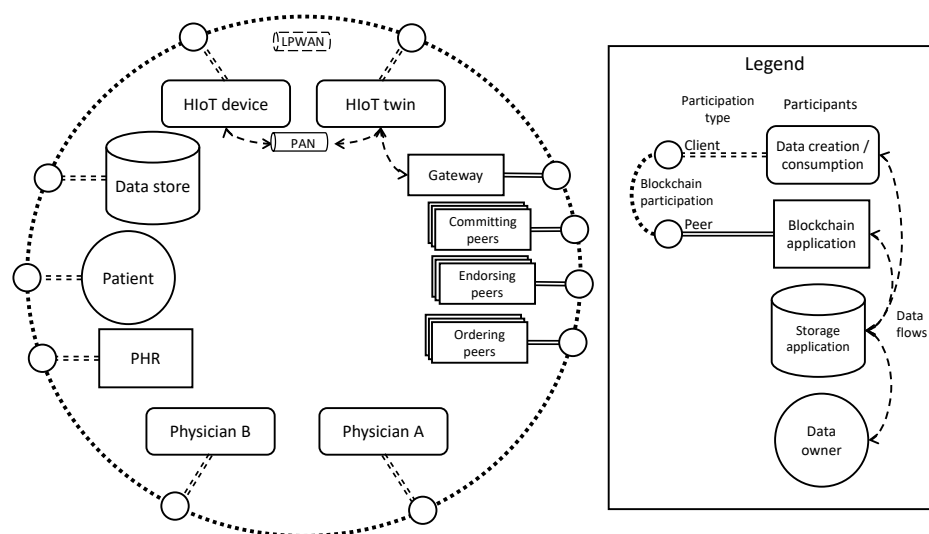 LPWAN
HIoT device
HIoT twin
PAN
Data store
Gateway
Committing
peers
Patient
Endorsing
peers
PHR
Ordering
peers
Physician B
Physician A
Legend
Participation
type
Participants
Client
Data creation /
consumption
Blockchain
participation
Peer
Blockchain
application
Storage
application
Data
flows
Data
owner